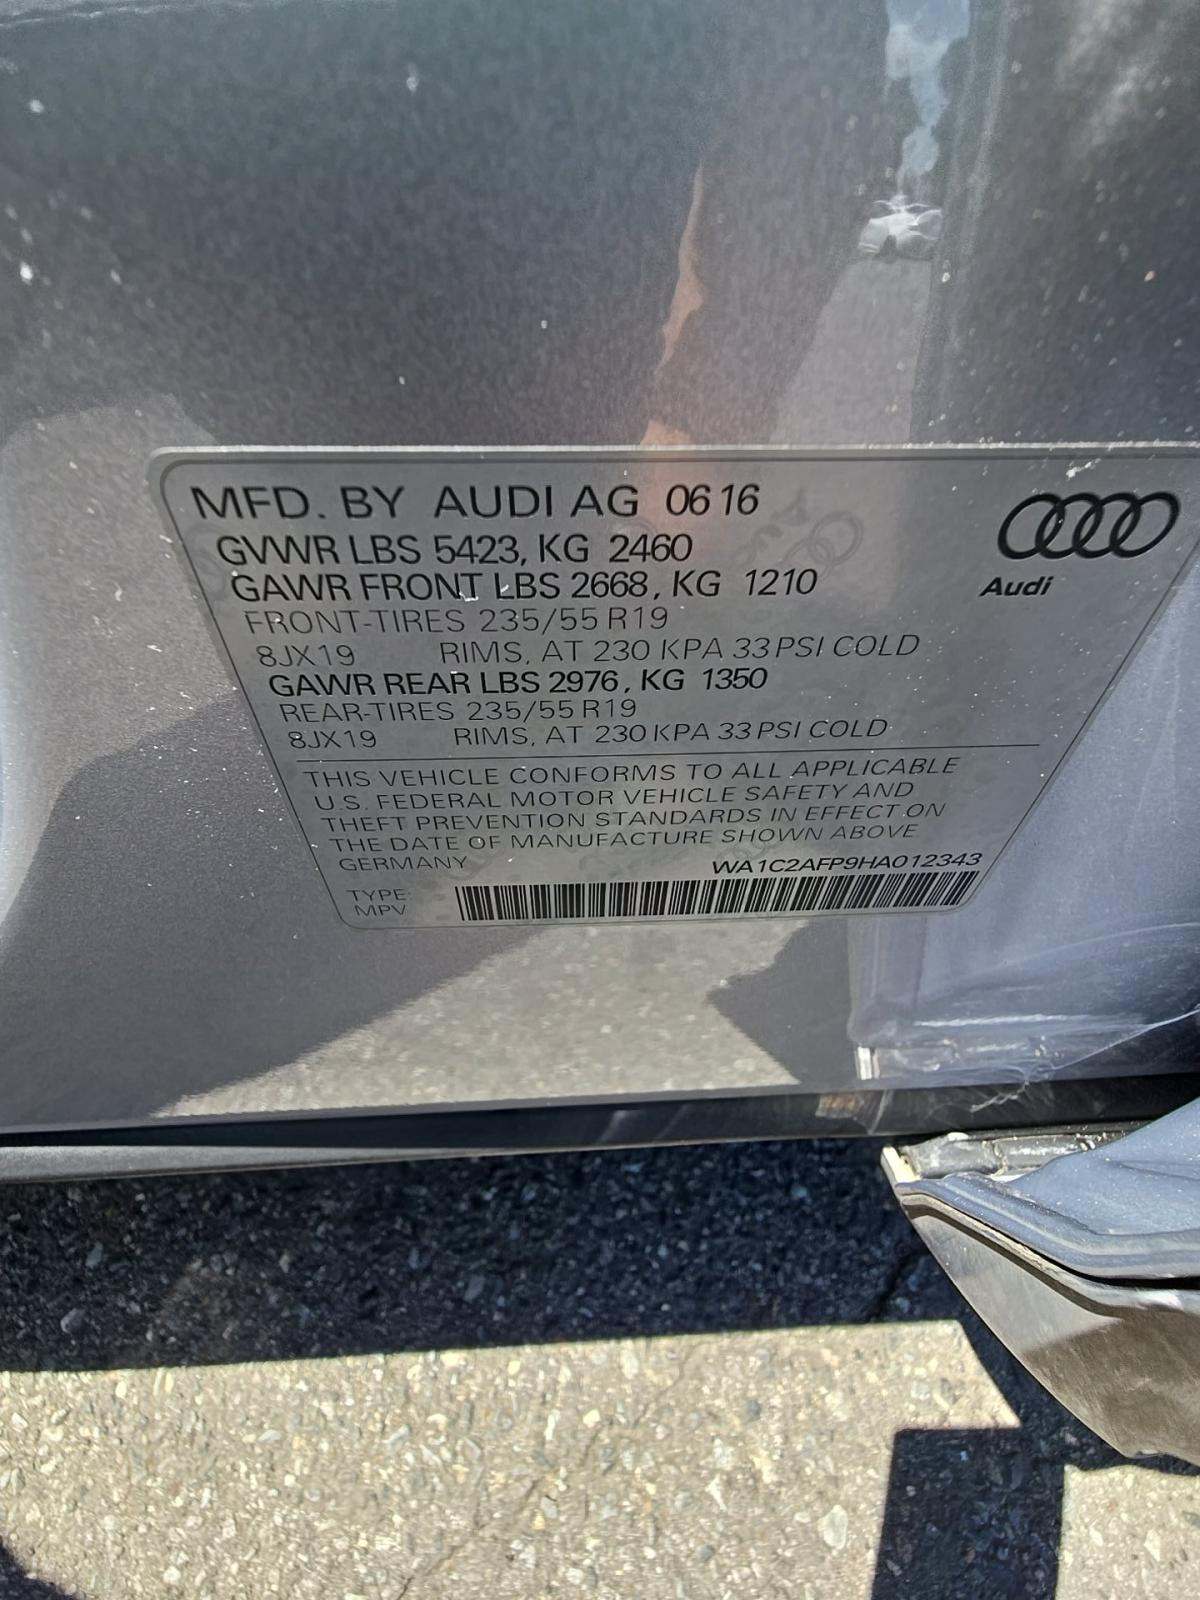 MFD. BY AUDI AG 06 16
GVWR LBS 5423, KG 2460
GAWR FRONT LBS 2668, KG 1210
FRONT-TIRES 235/55 R19
8JX19 RIMS, AT 230 KPA 33 PSI COLD
GAWR REAR LBS 2976, KG 1350
REAR-TIRES 235/55 R19
8JX19 RIMS, AT 230 KPA 33 PSI COLD
Audi
THIS VEHICLE CONFORMS TO ALL APPLICABLE
U.S. FEDERAL MOTOR VEHICLE SAFETY AND
THEFT PREVENTION STANDARDS IN EFFECT ON
THE DATE OF MANUFACTURE SHOWN ABOVE
GERMANY WA1C2AFP9HA012343
TYPE:
MPV